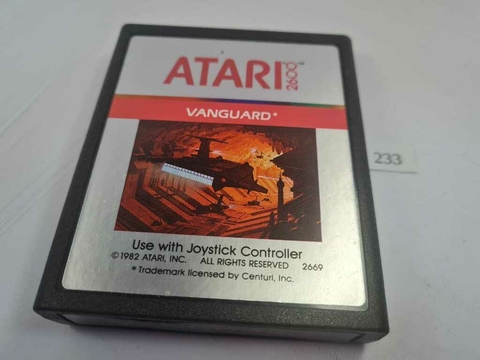 ATARI 2600™
VANGUARD*
233
Use with Joystick Controller
©1982 ATARI, INC. ALL RIGHTS RESERVED 2669
*Trademark licensed by Centuri, Inc.